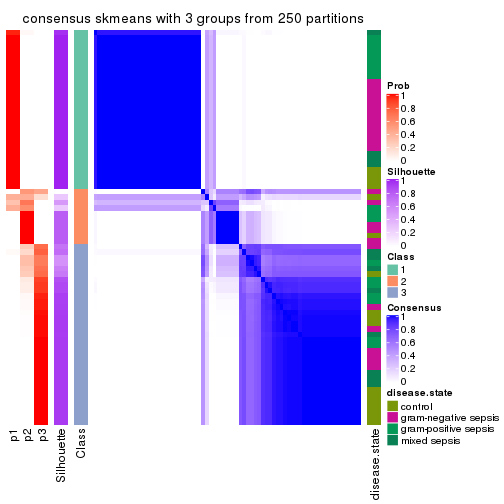 consensus skmeans with 3 groups from 250 partitions
Prob
1
0.8
0.6
0.4
0.2
0
Silhouette
1
0.8
0.6
0.4
0.2
0
Class
1
2
3
Consensus
1
0.8
0.6
0.4
0.2
0
disease.state
control
gram-negative sepsis
gram-positive sepsis
mixed sepsis
p1
p2
p3
Silhouette
Class
disease.state